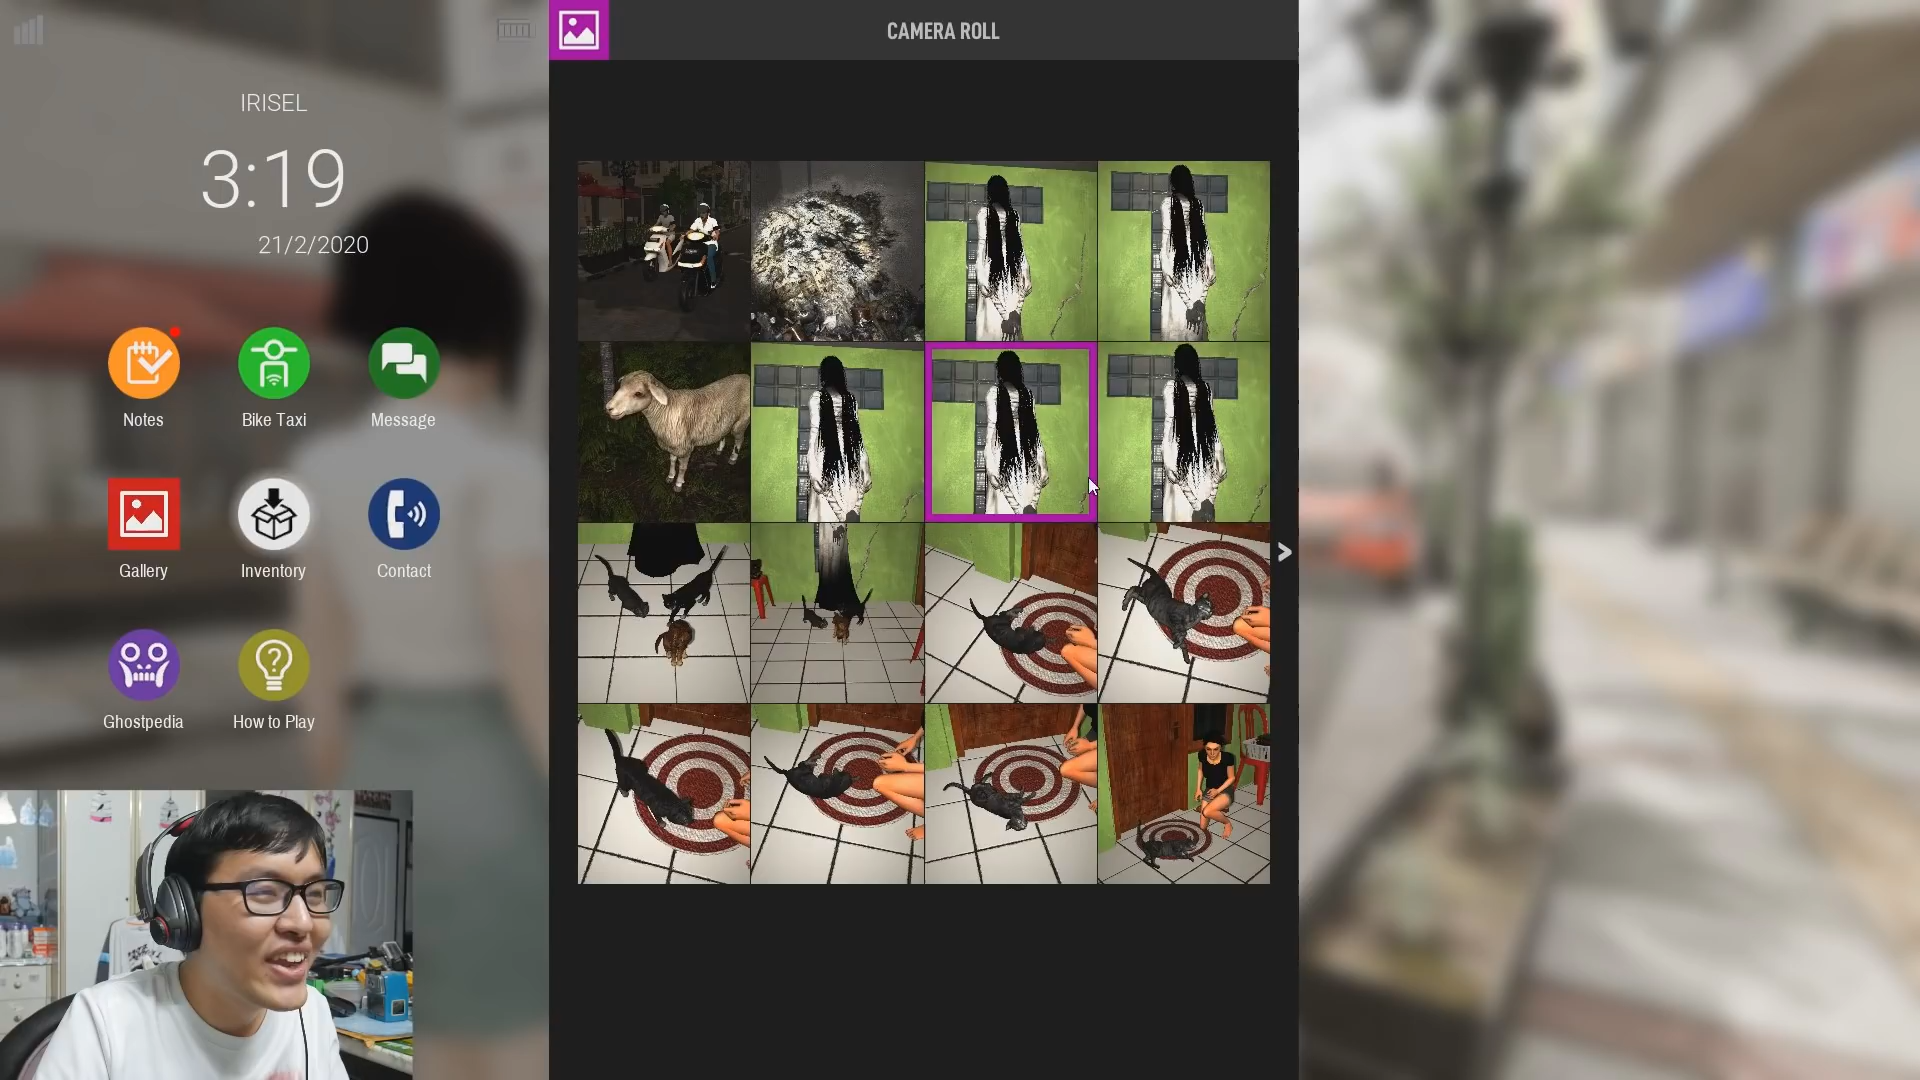 CAMERA ROLL
IRISEL
3:19
21/2/2020
Notes
Bike Taxi
Message
Gallery
Inventory
Contact
Ghostpedia
How to Play